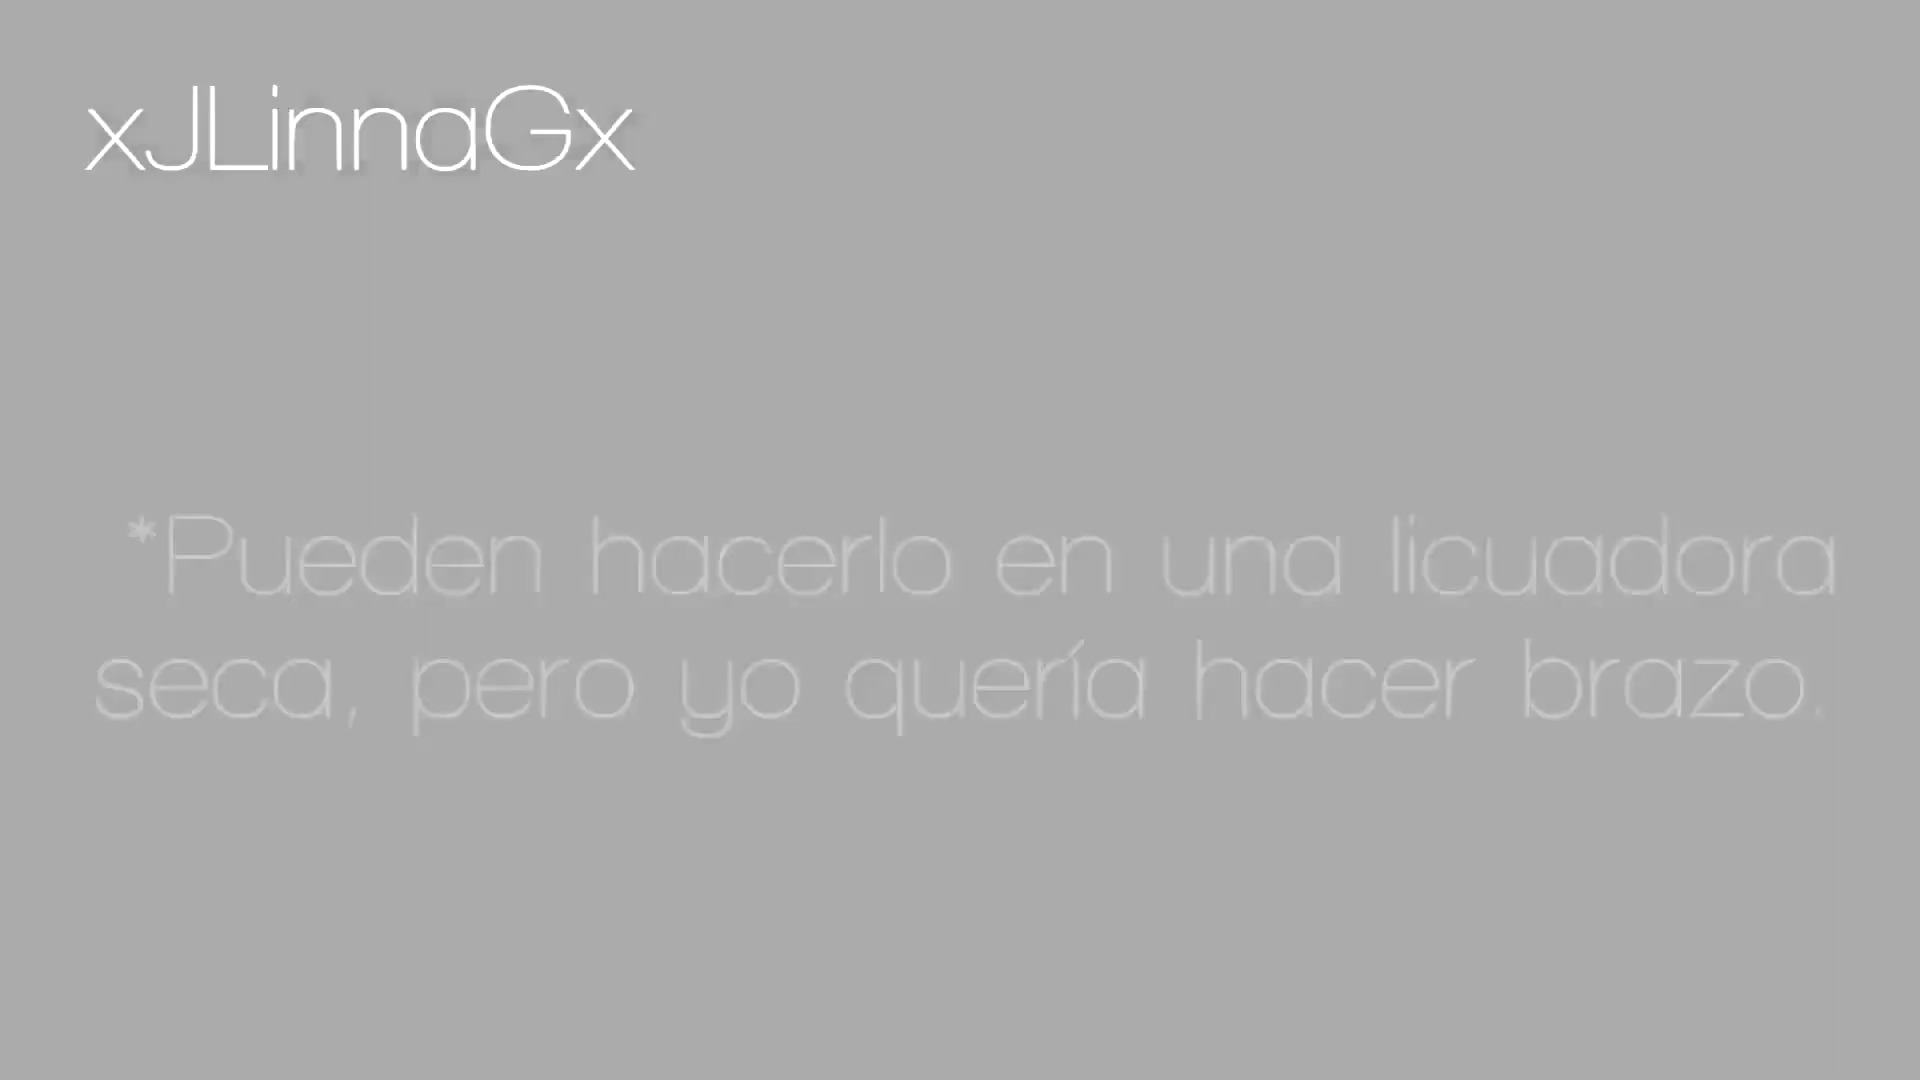 xJLinnaGx
*Pueden hacerlo en una licuadora
seca, pero yo quería hacer brazo.